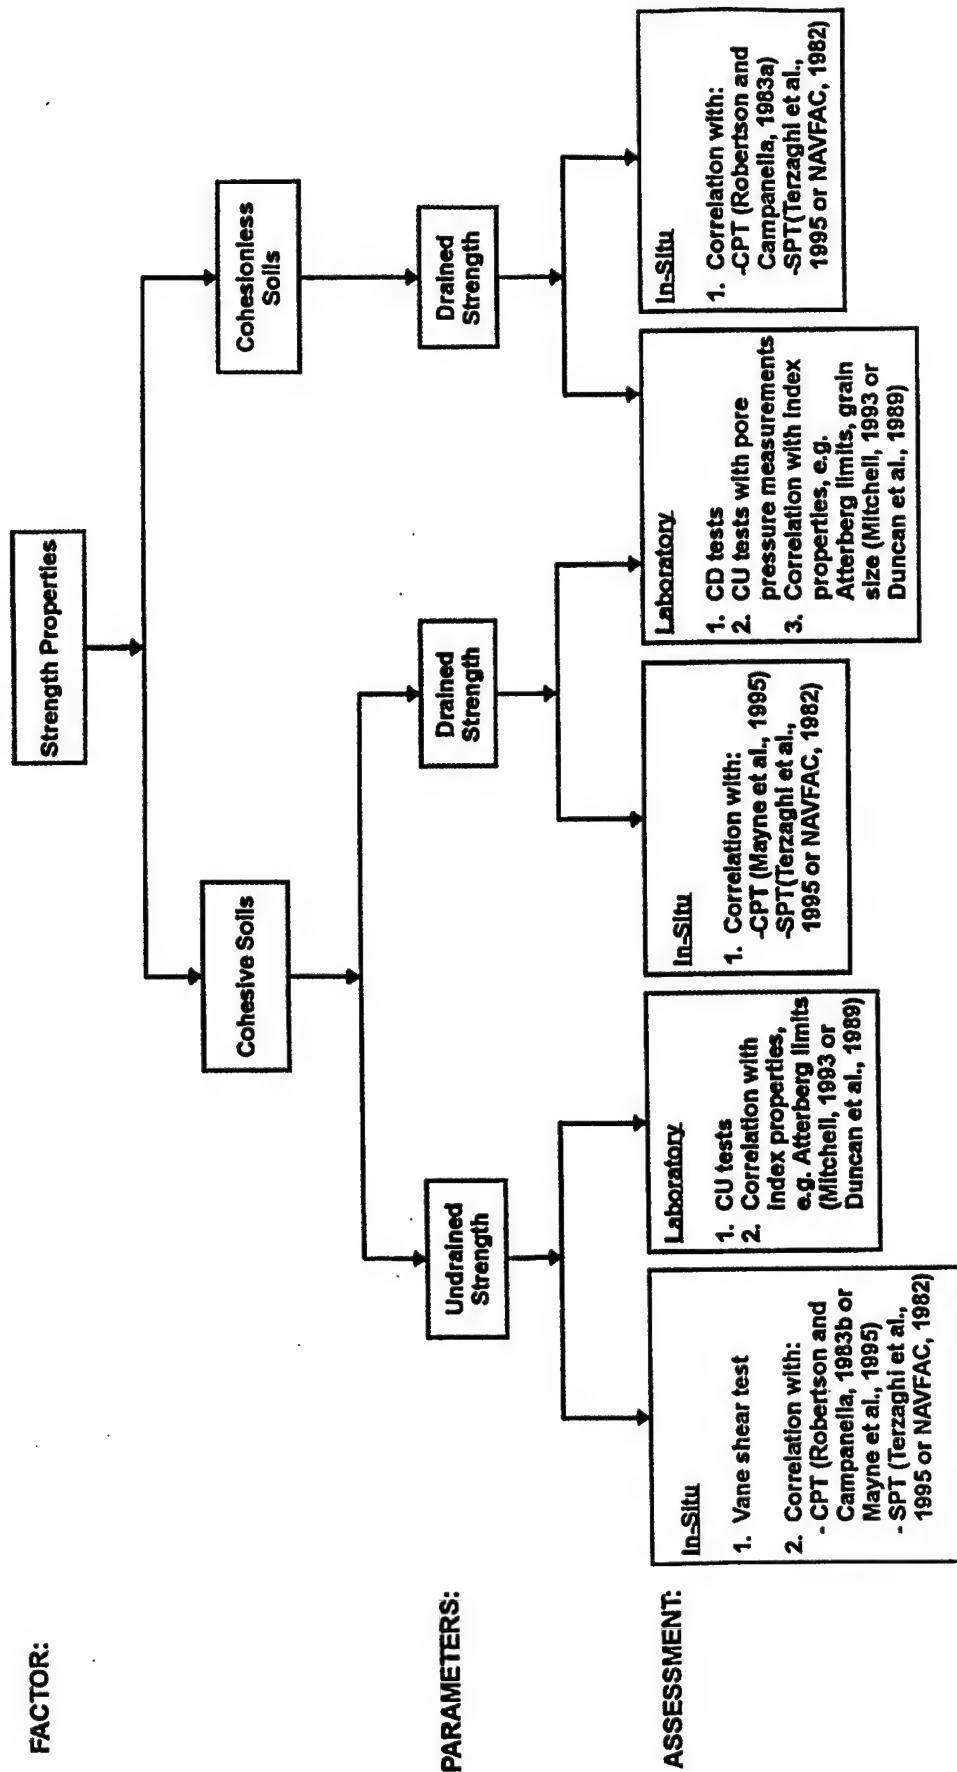 FACTOR:
Strength Properties
Cohesive Soils
Cohesionless
Soils
PARAMETERS:
Undrained
Strength
Drained
Strength
Drained
Strength
ASSESSMENT:
In-Situ
1. Vane shear test
2. Correlation with:
- CPT (Robertson and
Campanella, 1983b or
Mayne et al., 1995)
- SPT (Terzaghi et al.,
1995 or NAVFAC, 1982)
Laboratory
1. CU tests
2. Correlation with
index properties,
e.g. Atterberg limits
(Mitchell, 1993 or
Duncan et al., 1989)
In-Situ
1. Correlation with:
-CPT (Mayne et al., 1995)
-SPT(Terzaghi et al.,
1995 or NAVFAC, 1982)
Laboratory
1. CD tests
2. CU tests with pore
pressure measurements
3. Correlation with index
properties, e.g.
Atterberg limits, grain
size (Mitchell, 1993 or
Duncan et al., 1989)
In-Situ
1. Correlation with:
-CPT (Robertson and
Campanella, 1983a)
-SPT(Terzaghi et al.,
1995 or NAVFAC, 1982)